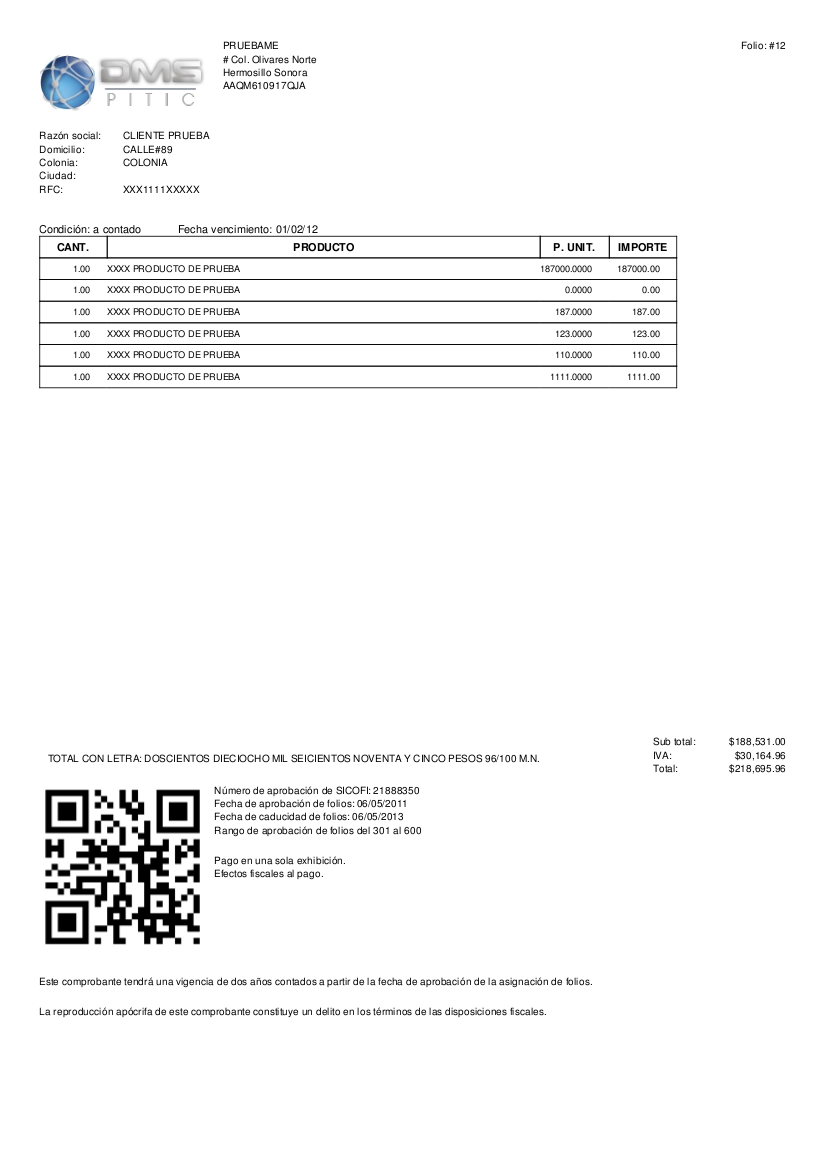 DMS
PITIC
PRUEBAME
# Col. Olivares Norte
Hermosillo Sonora
AAQM610917QJA
Folio: #12
Razón social: CLIENTE PRUEBA
Domicilio: CALLE#89
Colonia: COLONIA
Ciudad:
RFC: XXX1111XXXXX
Condición: a contado Fecha vencimiento: 01/02/12
CANT. PRODUCTO P. UNIT. IMPORTE
1.00 XXXX PRODUCTO DE PRUEBA 187000.0000 187000.00
1.00 XXXX PRODUCTO DE PRUEBA 0.0000 0.00
1.00 XXXX PRODUCTO DE PRUEBA 187.0000 187.00
1.00 XXXX PRODUCTO DE PRUEBA 123.0000 123.00
1.00 XXXX PRODUCTO DE PRUEBA 110.0000 110.00
1.00 XXXX PRODUCTO DE PRUEBA 1111.0000 1111.00
Sub total: $188,531.00
IVA: $30,164.96
Total: $218,695.96
TOTAL CON LETRA: DOSCIENTOS DIECIOCHO MIL SEICIENTOS NOVENTA Y CINCO PESOS 96/100 M.N.
Número de aprobación de SICOFI: 21888350
Fecha de aprobación de folios: 06/05/2011
Fecha de caducidad de folios: 06/05/2013
Rango de aprobación de folios del 301 al 600
Pago en una sola exhibición.
Efectos fiscales al pago.
Este comprobante tendrá una vigencia de dos años contados a partir de la fecha de aprobación de la asignación de folios.
La reproducción apócrifa de este comprobante constituye un delito en los términos de las disposiciones fiscales.